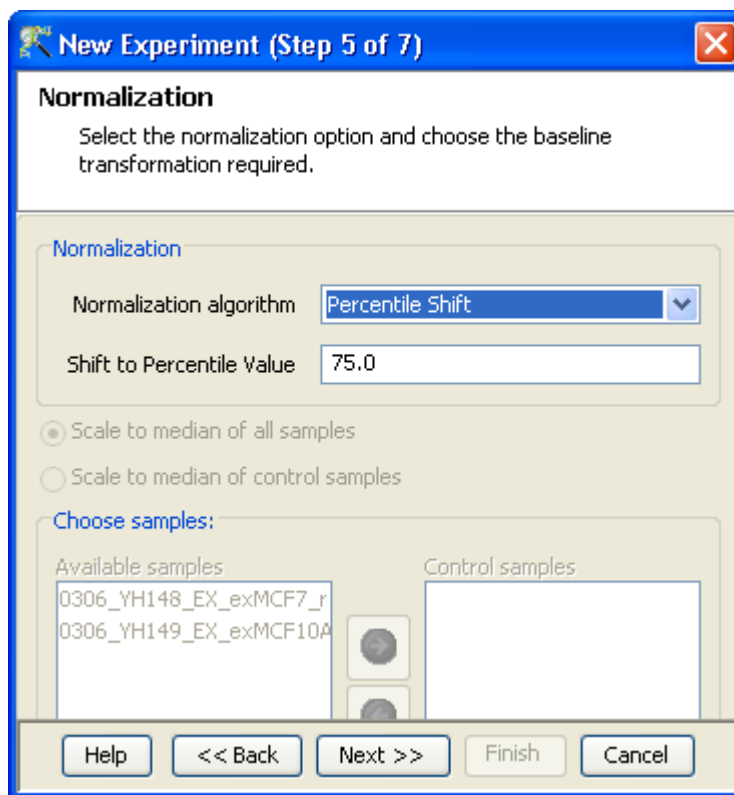 New Experiment (Step 5 of 7)
Normalization
Select the normalization option and choose the baseline
transformation required.
Normalization
Normalization algorithm Percentile Shift
Shift to Percentile Value 75.0
Scale to median of all samples
Scale to median of control samples
Choose samples:
Available samples Control samples
0306_YH148_EX_exMCF7_r
0306_YH149_EX_exMCF10A
Help << Back Next >> Finish Cancel